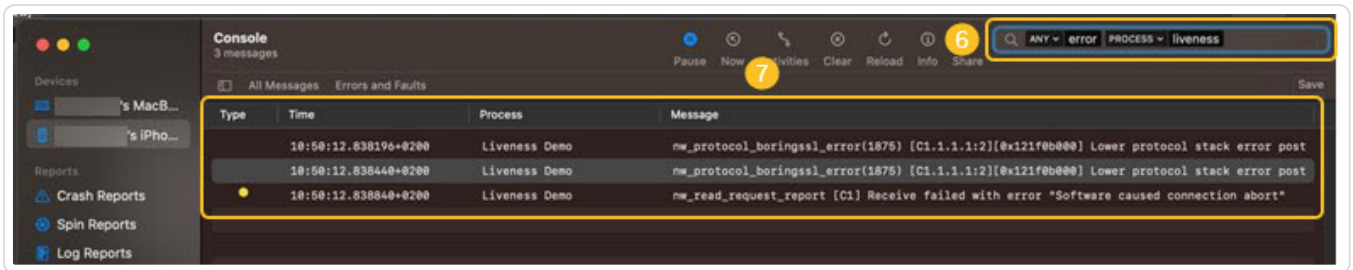 Console
3 messages
6
ANY error PROCESS liveness
Pause Now Clear Reload Info Share
7
Devices
All Messages Errors and Faults
Save
's MacB...
Type Time Process Message
's iPho...
10:50:12.838196+0200 Liveness Demo nw_protocol_boringssl_error(1875) [C1.1.1.1:2][0x121f0b000] Lower protocol stack error post
Reports
10:50:12.838440+0200 Liveness Demo nw_protocol_boringssl_error(1875) [C1.1.1.1:2][0x121f0b000] Lower protocol stack error post
Crash Reports
10:50:12.838840+0200 Liveness Demo nw_read_request_report [C1] Receive failed with error "Software caused connection abort"
Spin Reports
Log Reports